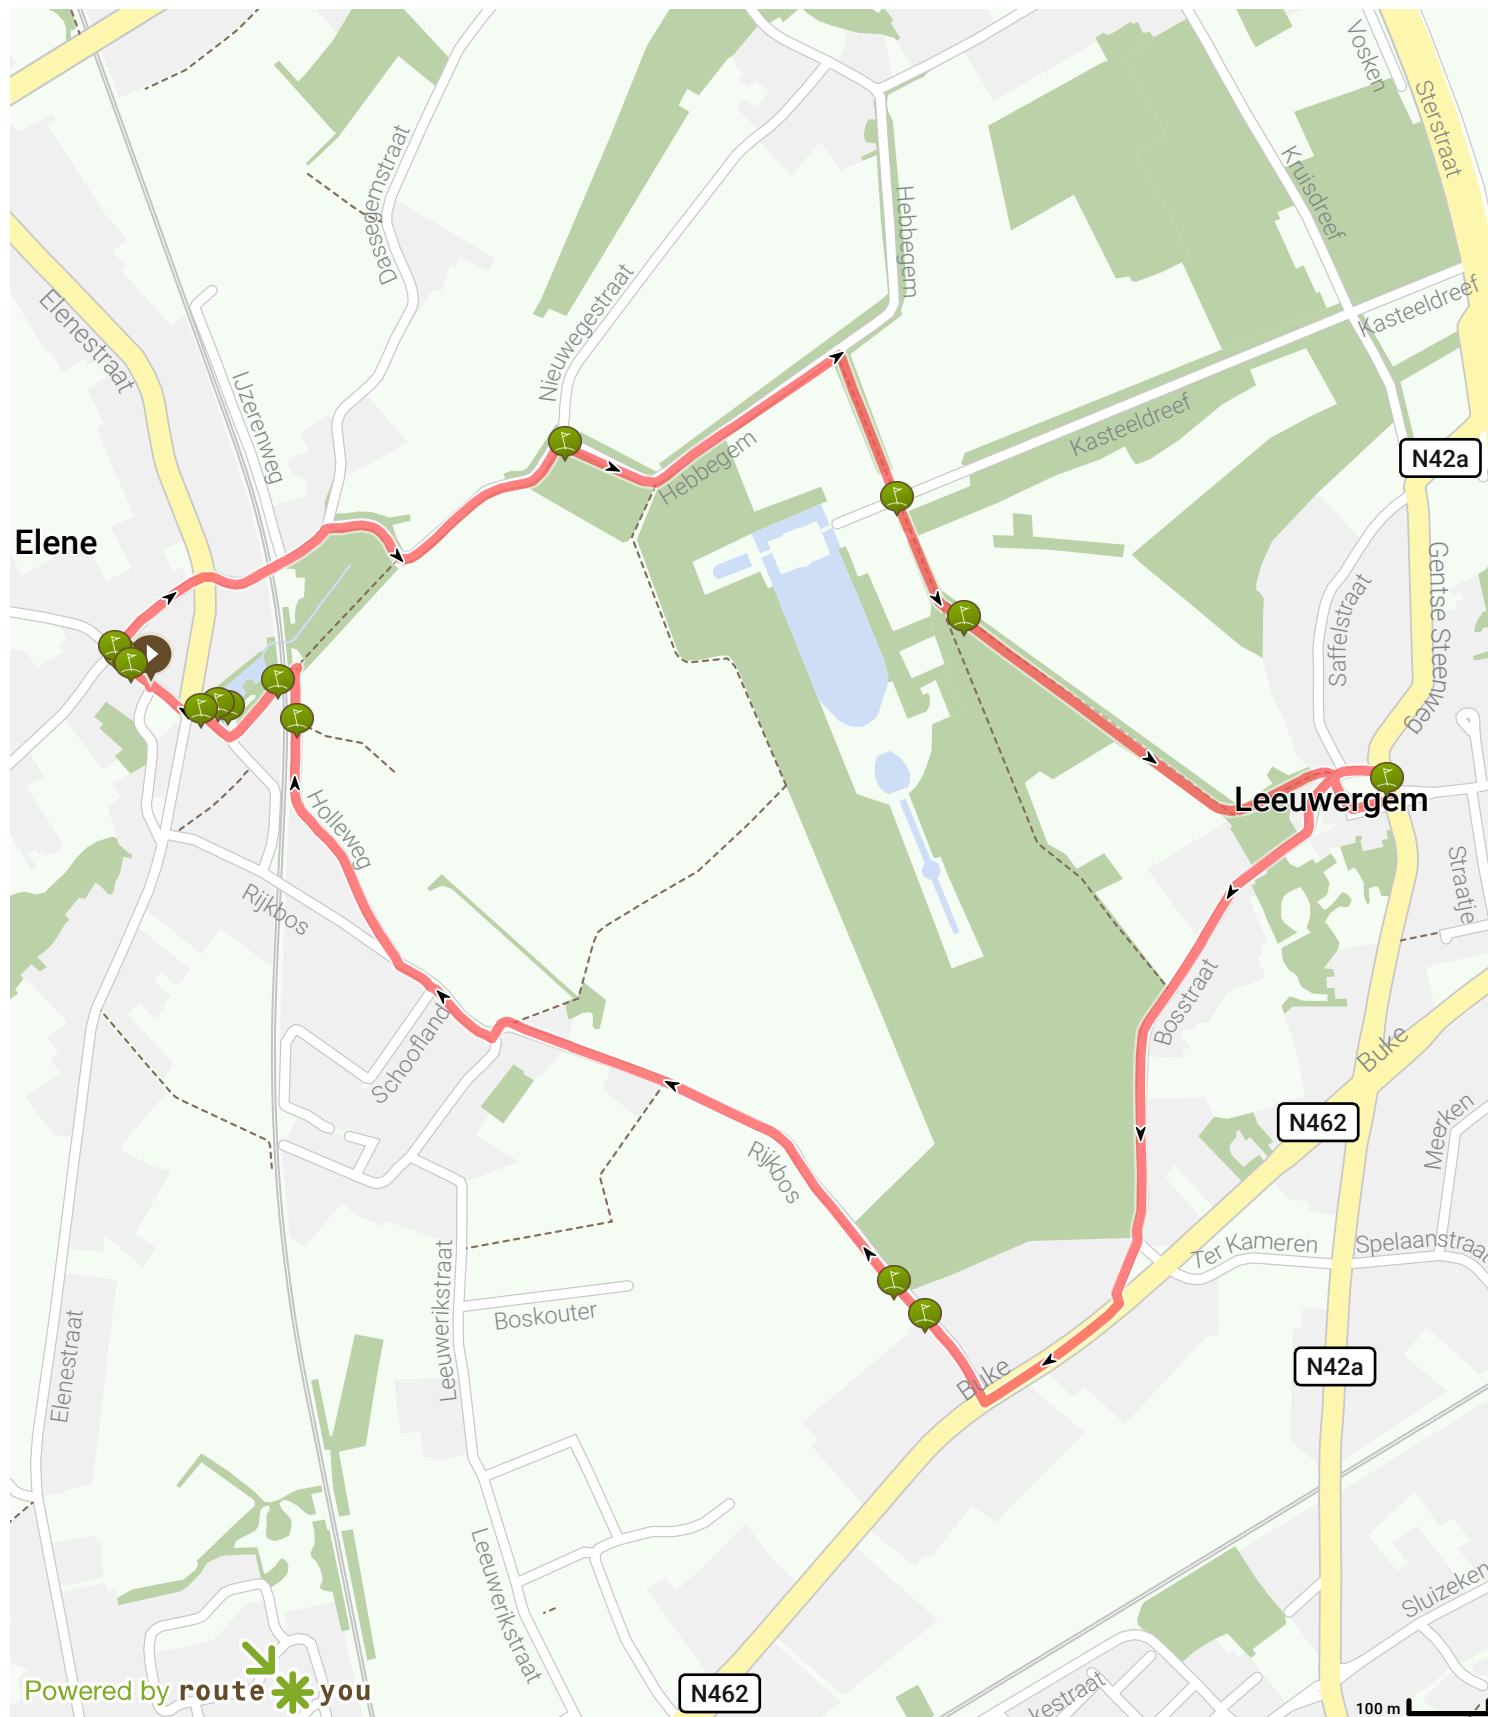 Vosken
Sterstraat
Dassegemstraat
Kruisdreef
Hebbegem
Elenestraat
Nieuwegestraat
Kasteeldreef
IJzerenweg
Kasteeldreef
Hebbegem
N42a
Elene
Gentse Steenweg
Saffelstraat
Leeuwergem
Holleweg
Straatje
Rijkbos
Bosstraat
Schoofland
Buke
N462
Meerken
Rijkbos
Ter Kameren
Spelaanstraat
Leeuwerikstraat
Boskouter
Elenestraat
Buke
N42a
Leeuwerikstraat
Sluizeken
kestraat
N462
Powered by routeyou
100 m